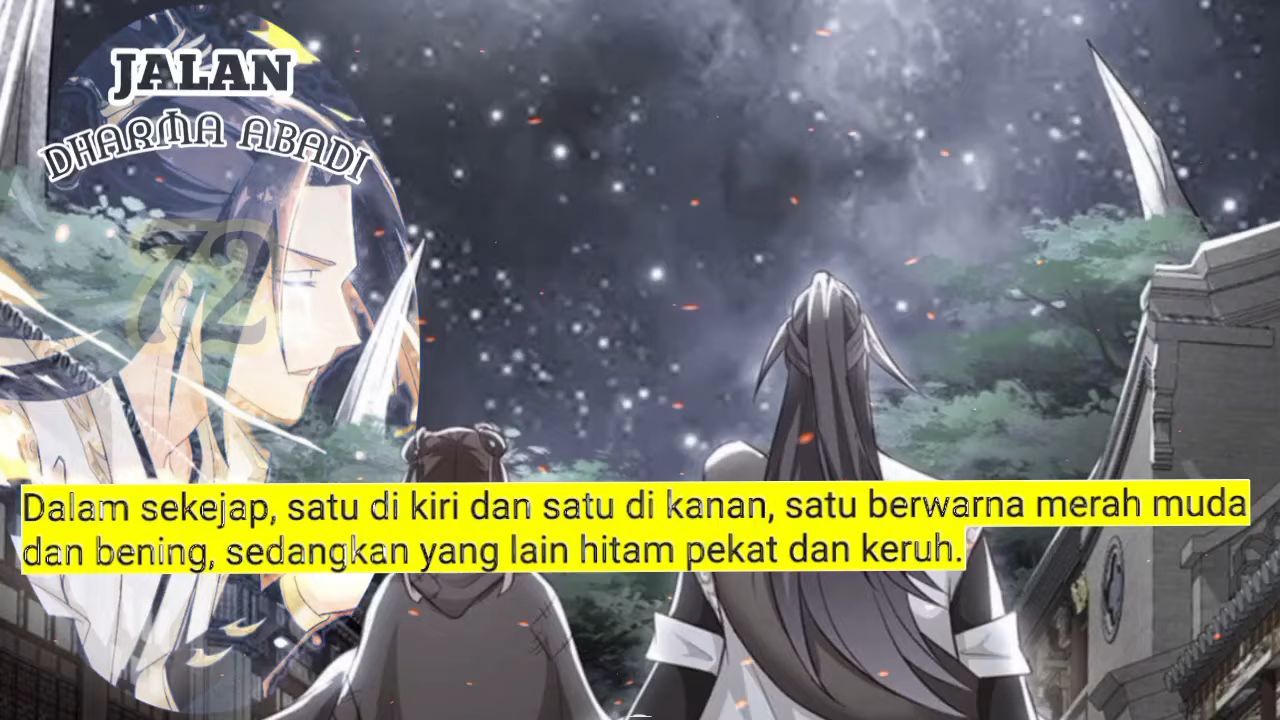 JALAN
DHARMA ABADI
72
Dalam sekejap, satu di kiri dan satu di kanan, satu berwarna merah muda
dan bening, sedangkan yang lain hitam pekat dan keruh.